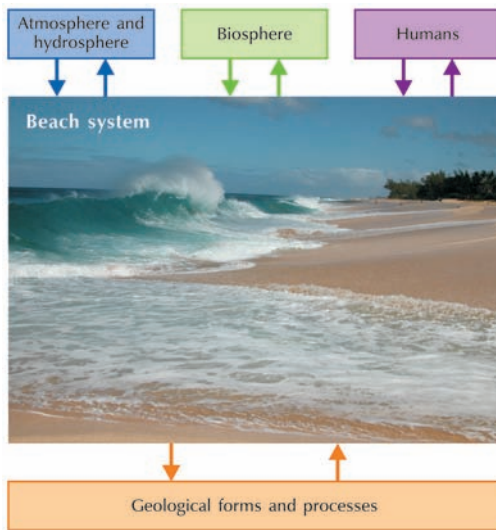 Atmosphere and
hydrosphere
Biosphere
Humans
Beach system
Geological forms and processes